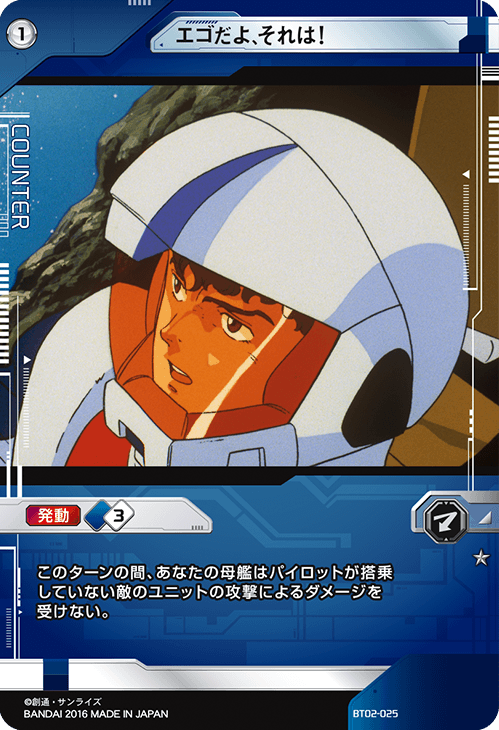 1
エゴだよ、それは!
COUNTER
発動 3
このターンの間、あなたの母艦はパイロットが搭乗
していない敵のユニットの攻撃によるダメージを
受けない。
©創通・サンライズ
BANDAI 2016 MADE IN JAPAN
BT02-025